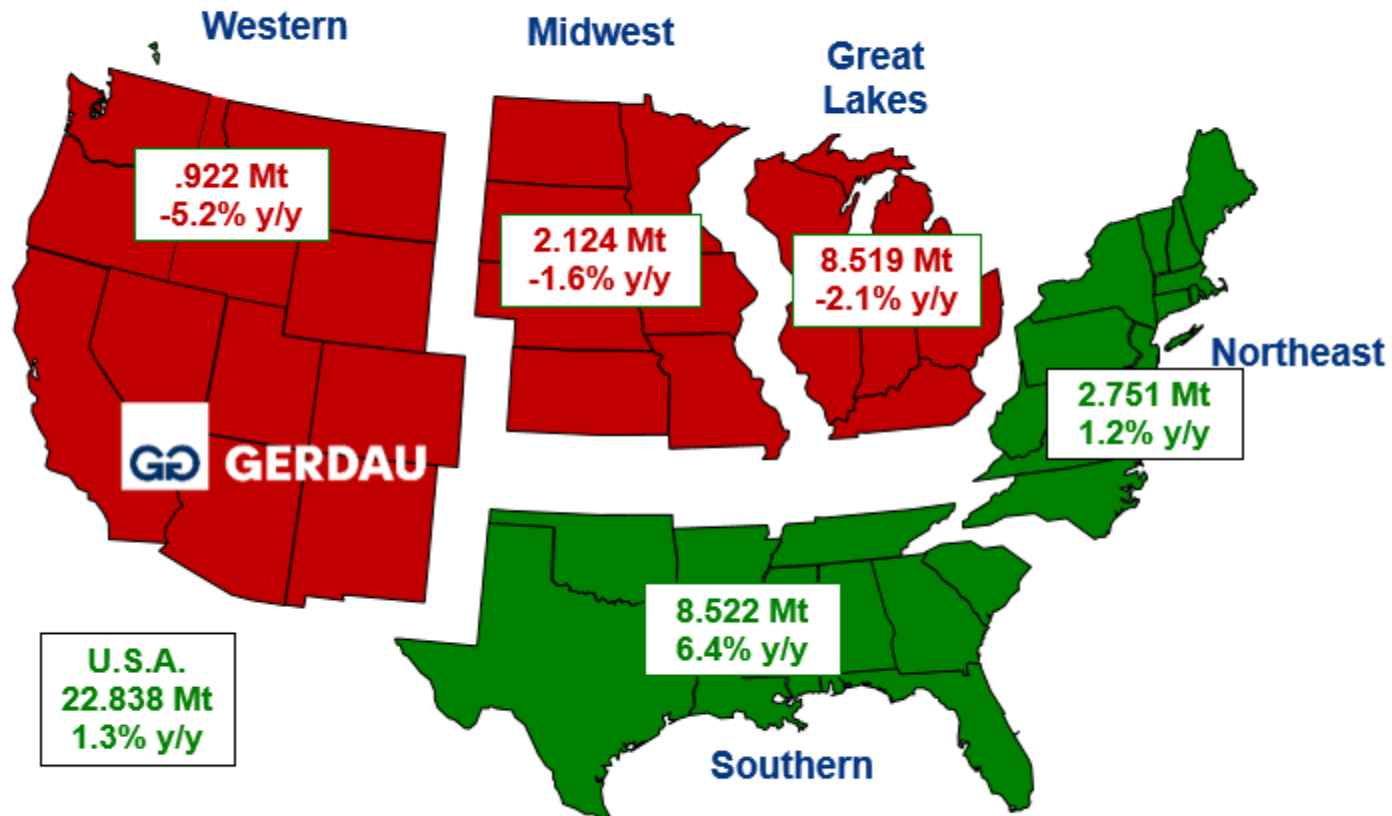 Western
.922 Mt
-5.2% y/y
Midwest
2.124 Mt
-1.6% y/y
Great
Lakes
8.519 Mt
-2.1% y/y
Northeast
2.751 Mt
1.2% y/y
GG GERDAU
8.522 Mt
6.4% y/y
Southern
U.S.A.
22.838 Mt
1.3% y/y